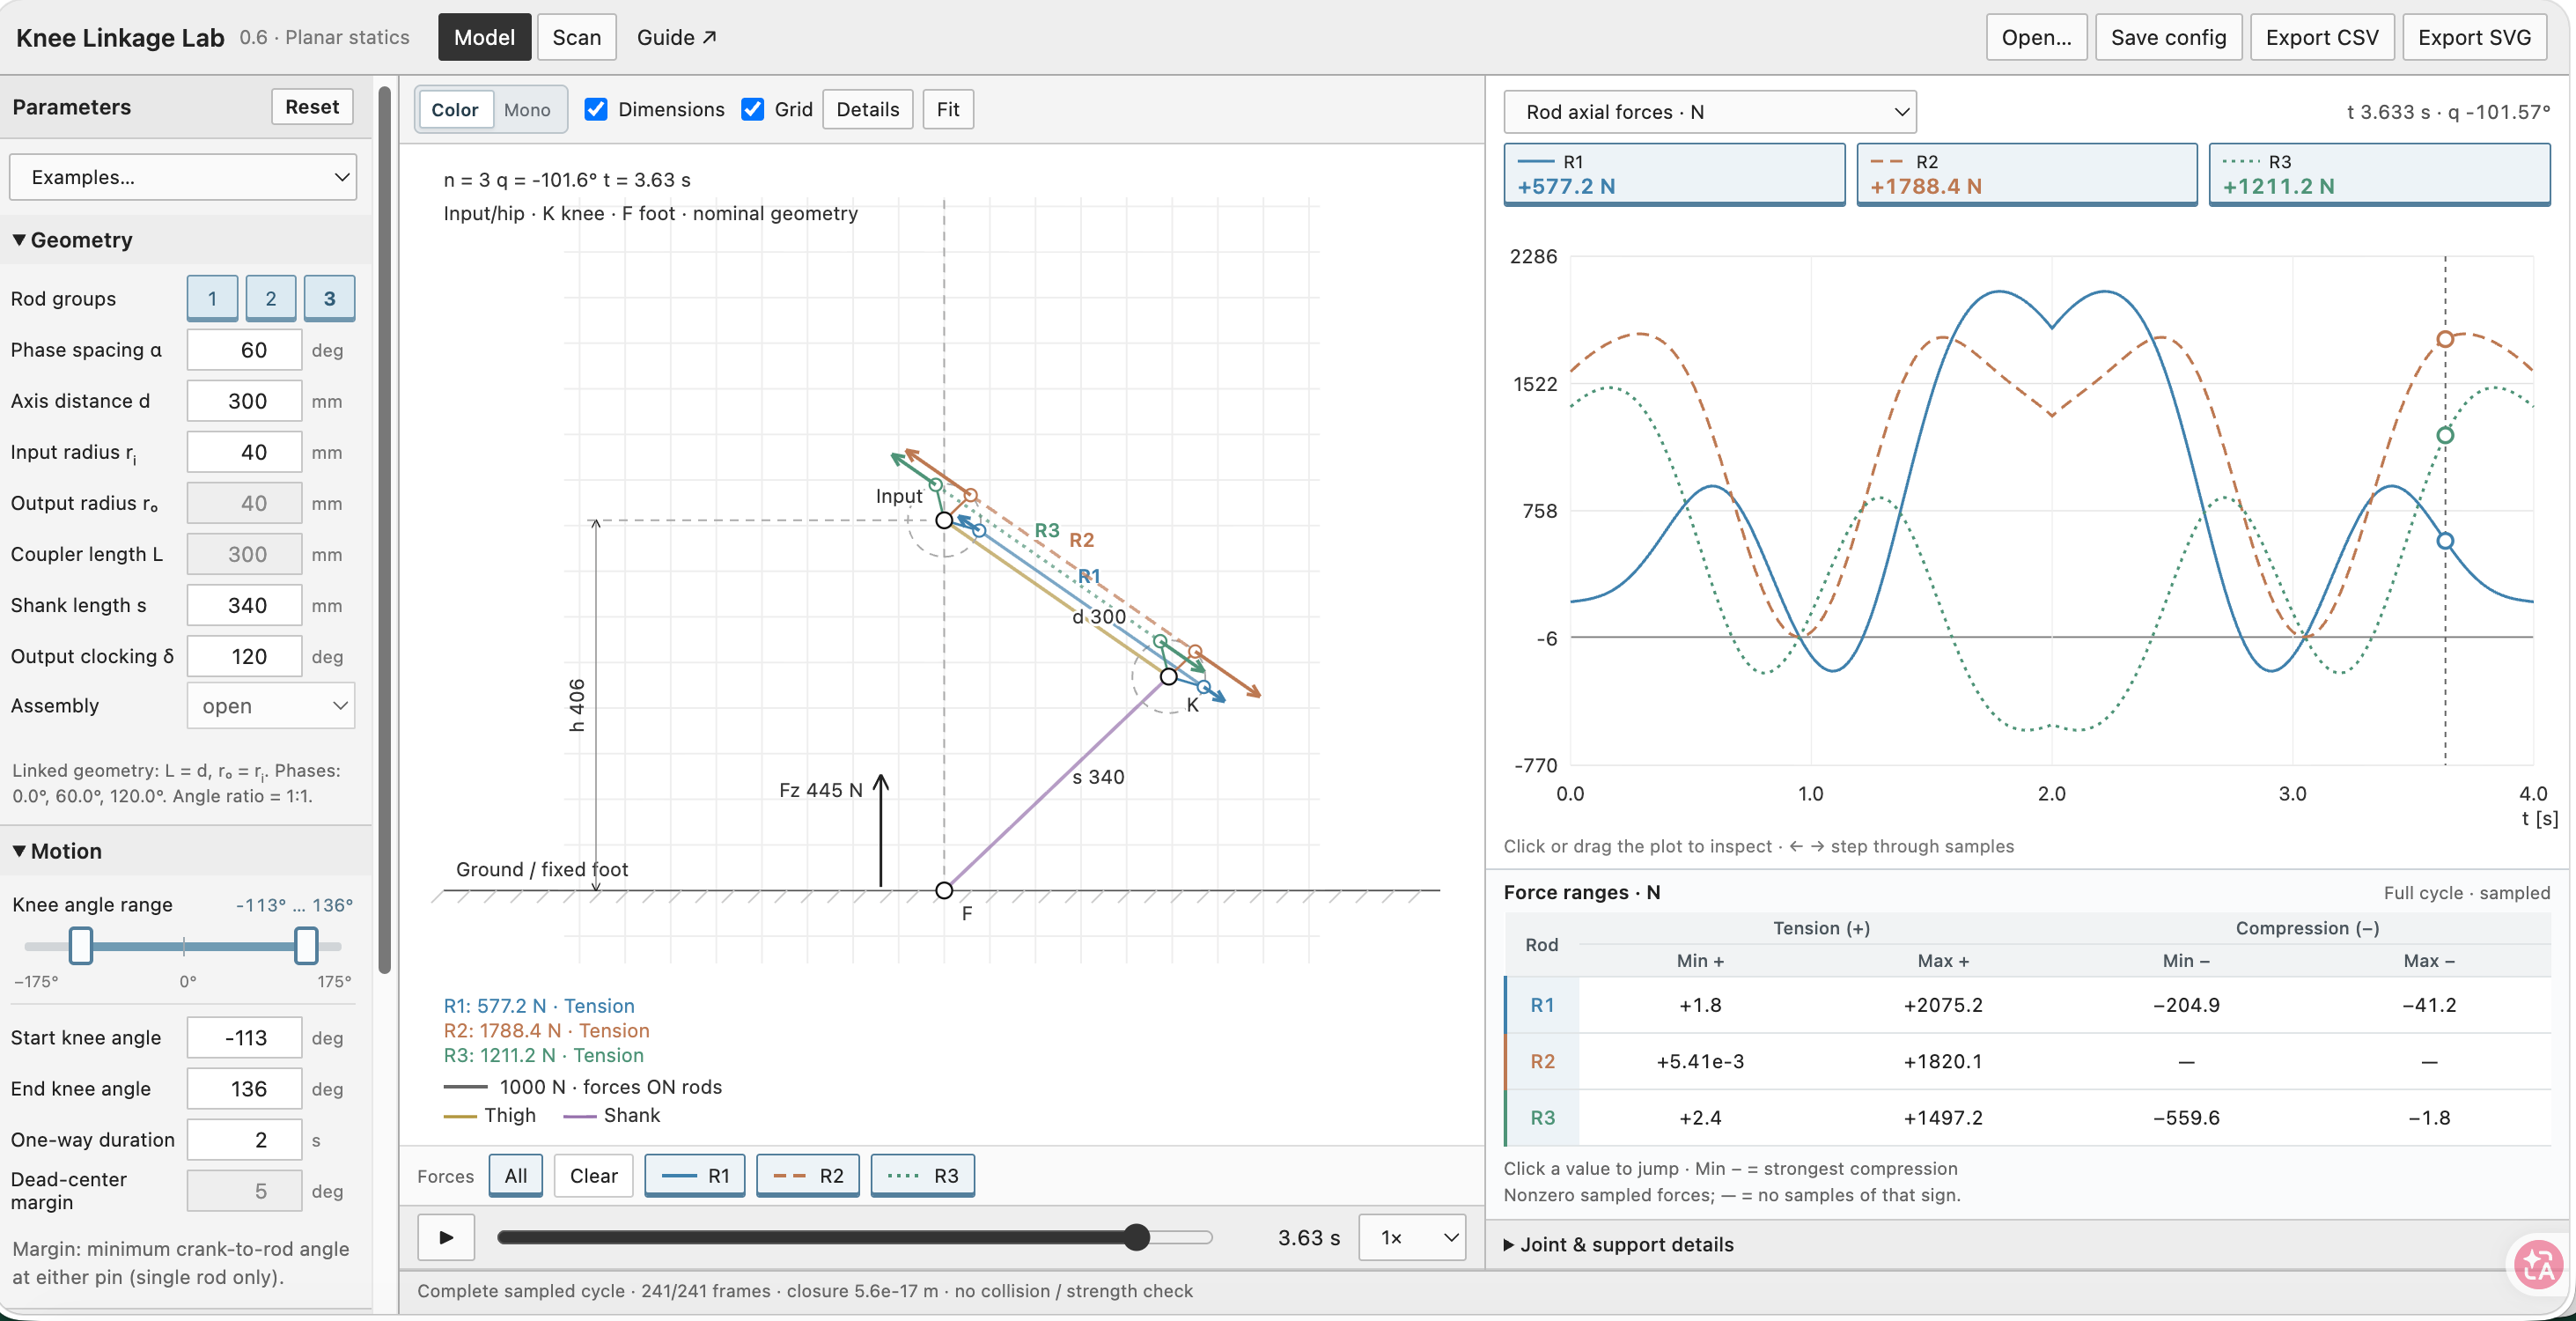 Knee Linkage Lab 0.6 · Planar statics Model Scan Guide ↗ Open... Save config Export CSV Export SVG
Parameters Reset
Examples...
▼ Geometry
Rod groups 1 2 3
Phase spacing α 60 deg
Axis distance d 300 mm
Input radius rᵢ 40 mm
Output radius rₒ 40 mm
Coupler length L 300 mm
Shank length s 340 mm
Output clocking δ 120 deg
Assembly open
Linked geometry: L = d, rₒ = rᵢ. Phases:
0.0°, 60.0°, 120.0°. Angle ratio = 1:1.
▼ Motion
Knee angle range -113° ... 136°
−175° 0° 175°
Start knee angle -113 deg
End knee angle 136 deg
One-way duration 2 s
Dead-center
margin 5 deg
Margin: minimum crank-to-rod angle
at either pin (single rod only).
Color Mono Dimensions Grid Details Fit
n = 3 q = -101.6° t = 3.63 s
Input/hip · K knee · F foot · nominal geometry
Input
R3
R2
R1
d 300
K
h 406
s 340
Fz 445 N
Ground / fixed foot
F
R1: 577.2 N · Tension
R2: 1788.4 N · Tension
R3: 1211.2 N · Tension
1000 N · forces ON rods
Thigh Shank
Forces All Clear R1 R2 R3
3.63 s 1×
Complete sampled cycle · 241/241 frames · closure 5.6e-17 m · no collision / strength check
Rod axial forces · N t 3.633 s · q -101.57°
R1 R2 R3
+577.2 N +1788.4 N +1211.2 N
2286
1522
758
-6
-770
0.0 1.0 2.0 3.0 4.0
t [s]
Click or drag the plot to inspect · ← → step through samples
Force ranges · N Full cycle · sampled
Rod Tension (+) Compression (−)
Min + Max + Min − Max −
R1 +1.8 +2075.2 −204.9 −41.2
R2 +5.41e-3 +1820.1 — —
R3 +2.4 +1497.2 −559.6 −1.8
Click a value to jump · Min − = strongest compression
Nonzero sampled forces; — = no samples of that sign.
▶ Joint & support details